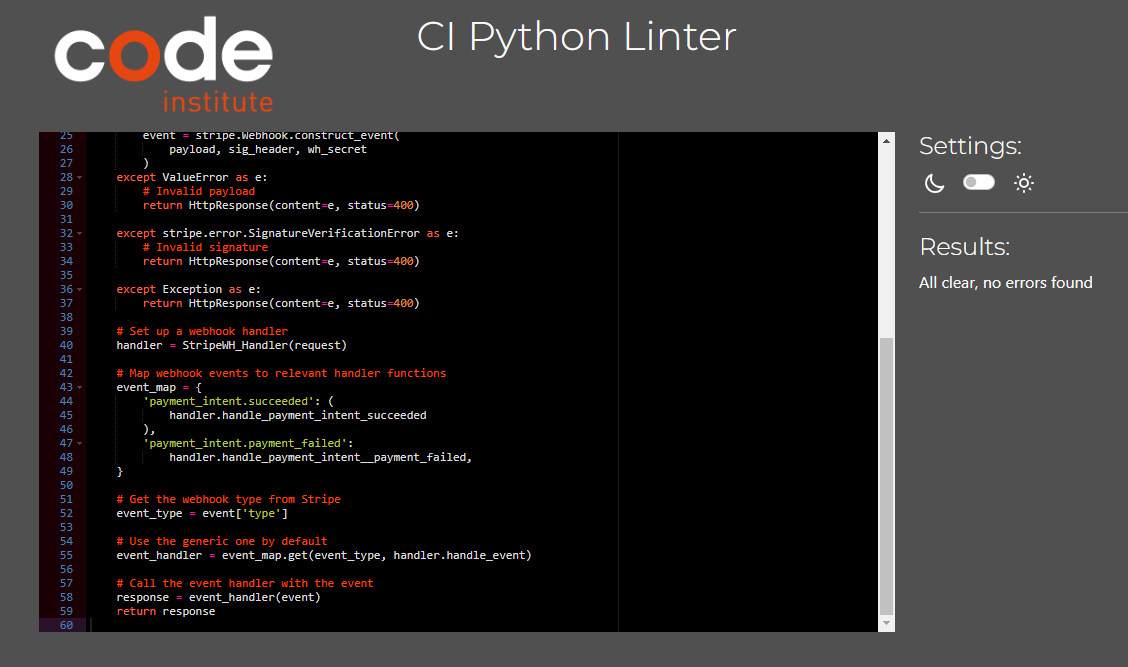 code
institute
CI Python Linter
25 event = stripe.Webhook.construct_event(
26 payload, sig_header, wh_secret
27 )
28 except ValueError as e:
29 # Invalid payload
30 return HttpResponse(content=e, status=400)
31
32 except stripe.error.SignatureVerificationError as e:
33 # Invalid signature
34 return HttpResponse(content=e, status=400)
35
36 except Exception as e:
37 return HttpResponse(content=e, status=400)
38
39 # Set up a webhook handler
40 handler = StripeWH_Handler(request)
41
42 # Map webhook events to relevant handler functions
43 event_map = {
44 'payment_intent.succeeded': (
45 handler.handle_payment_intent_succeeded
46 ),
47 'payment_intent.payment_failed':
48 handler.handle_payment_intent__payment_failed,
49 }
50
51 # Get the webhook type from Stripe
52 event_type = event['type']
53
54 # Use the generic one by default
55 event_handler = event_map.get(event_type, handler.handle_event)
56
57 # Call the event handler with the event
58 response = event_handler(event)
59 return response
60
Settings:
Results:
All clear, no errors found